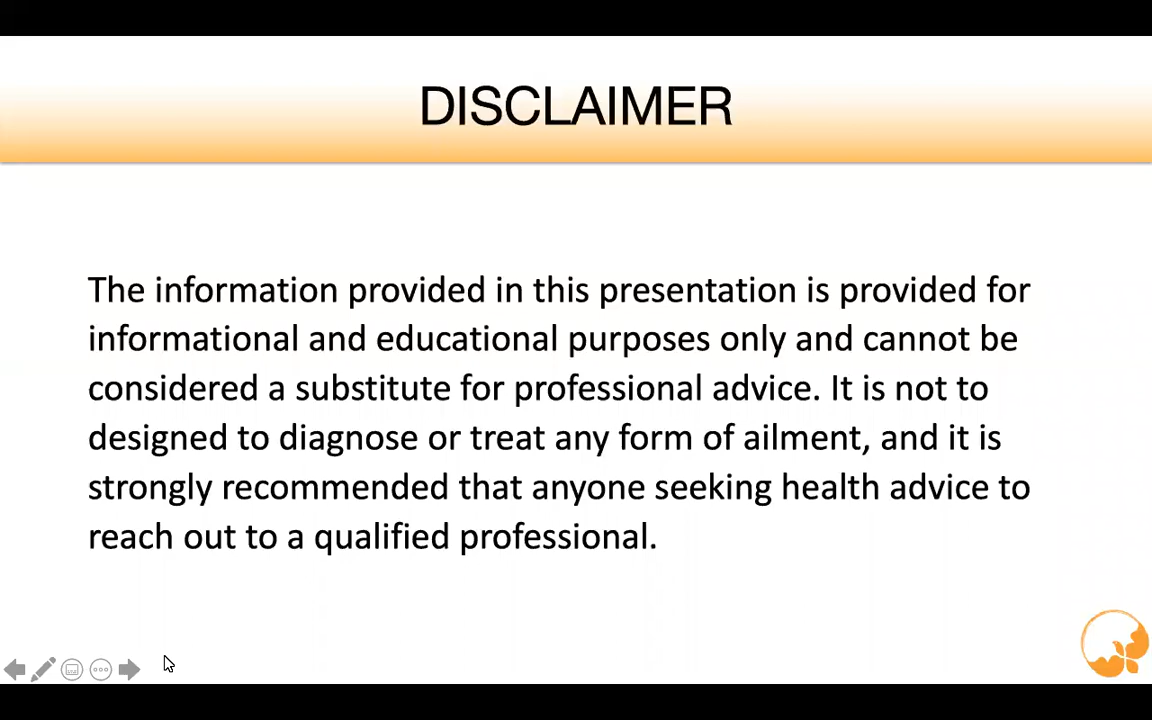 DISCLAIMER
The information provided in this presentation is provided for
informational and educational purposes only and cannot be
considered a substitute for professional advice. It is not to
designed to diagnose or treat any form of ailment, and it is
strongly recommended that anyone seeking health advice to
reach out to a qualified professional.